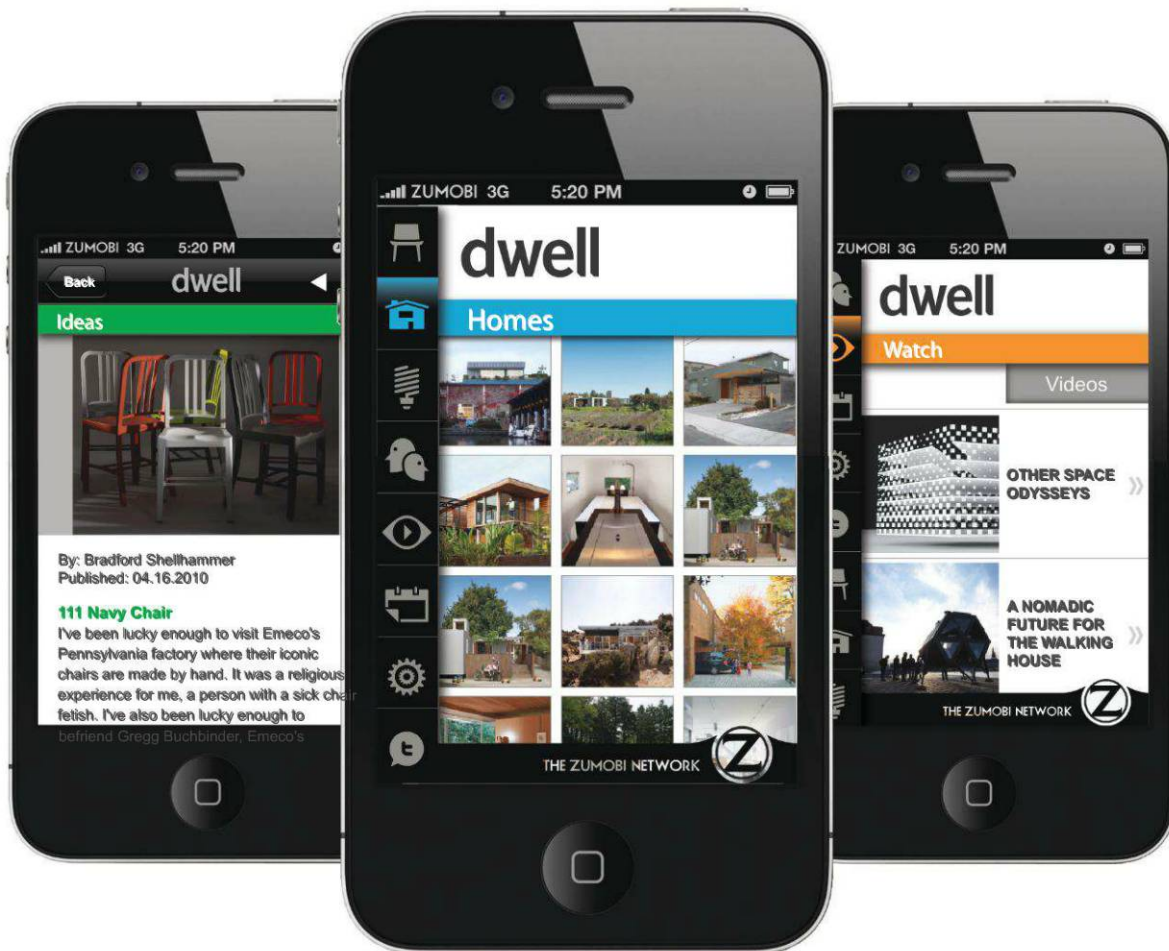 ZUMOBI 3G 5:20 PM
Back dwell
Ideas
By: Bradford Shellhammer
Published: 04.16.2010
111 Navy Chair
I've been lucky enough to visit Emeco's
Pennsylvania factory where their iconic
chairs are made by hand. It was a religious
experience for me, a person with a sick chair
fetish. I've also been lucky enough to
befriend Gregg Buchbinder, Emeco's
ZUMOBI 3G 5:20 PM
dwell
Homes
t
THE ZUMOBI NETWORK Z
ZUMOBI 3G 5:20 PM
dwell
Watch
Videos
OTHER SPACE
ODYSSEYS
A NOMADIC
FUTURE FOR
THE WALKING
HOUSE
THE ZUMOBI NETWORK Z